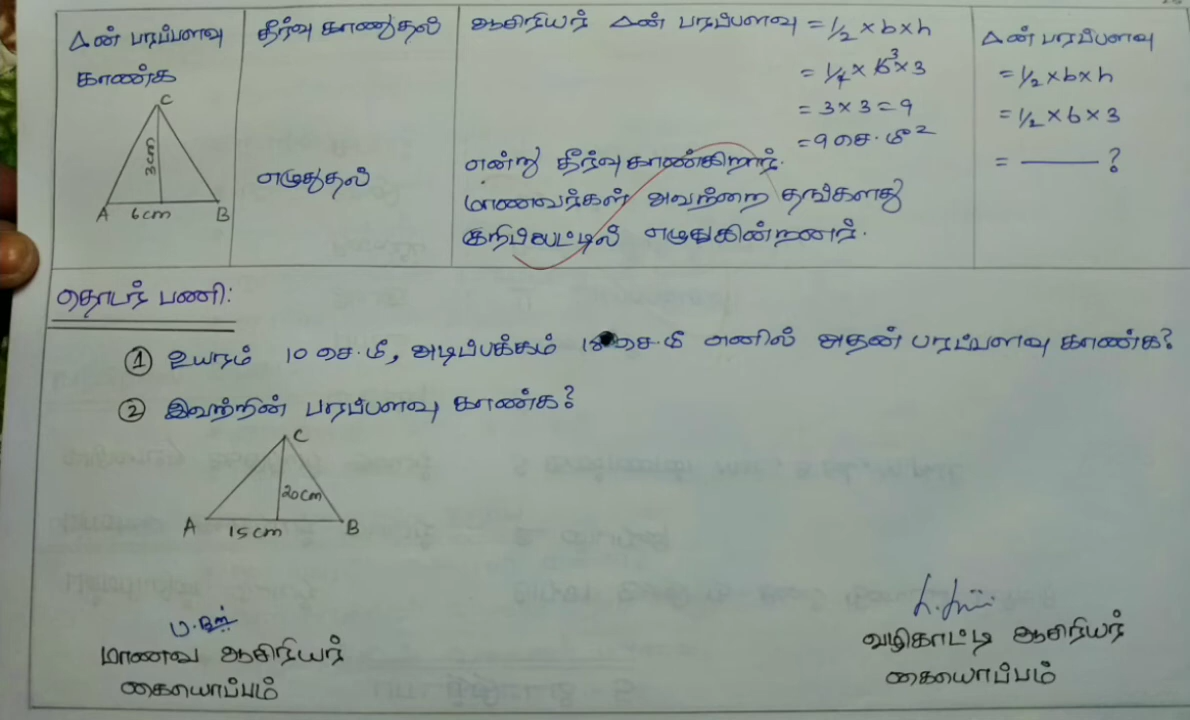 Δன் பரப்பளவு
காண்க
C
3cm
A 6cm B
தீர்வு காணுதல்
எழுதுதல்
ஆசிரியர் Δன் பரப்பளவு = 1/2 × b × h
= 1/2 × 6 3 × 3
= 3 × 3 = 9
= 9 செ.மீ²
என்று தீர்வு காண்கிறார்.
மாணவர்கள் அவற்றை தங்களது
குறிப்பேட்டில் எழுதுகின்றனர்.
Δன் பரப்பளவு
= 1/2 × b × h
= 1/2 × 6 × 3
= ——— ?
தொடர் பணி:
① உயரம் 10 செ.மீ, அடிப்பக்கம் செ.மீ எனில் அதன் பரப்பளவு காண்க?
② இவற்றின் பரப்பளவு காண்க?
C
20cm
A 15cm B
மாணவ ஆசிரியர்
கையொப்பம்
வழிகாட்டி ஆசிரியர்
கையொப்பம்